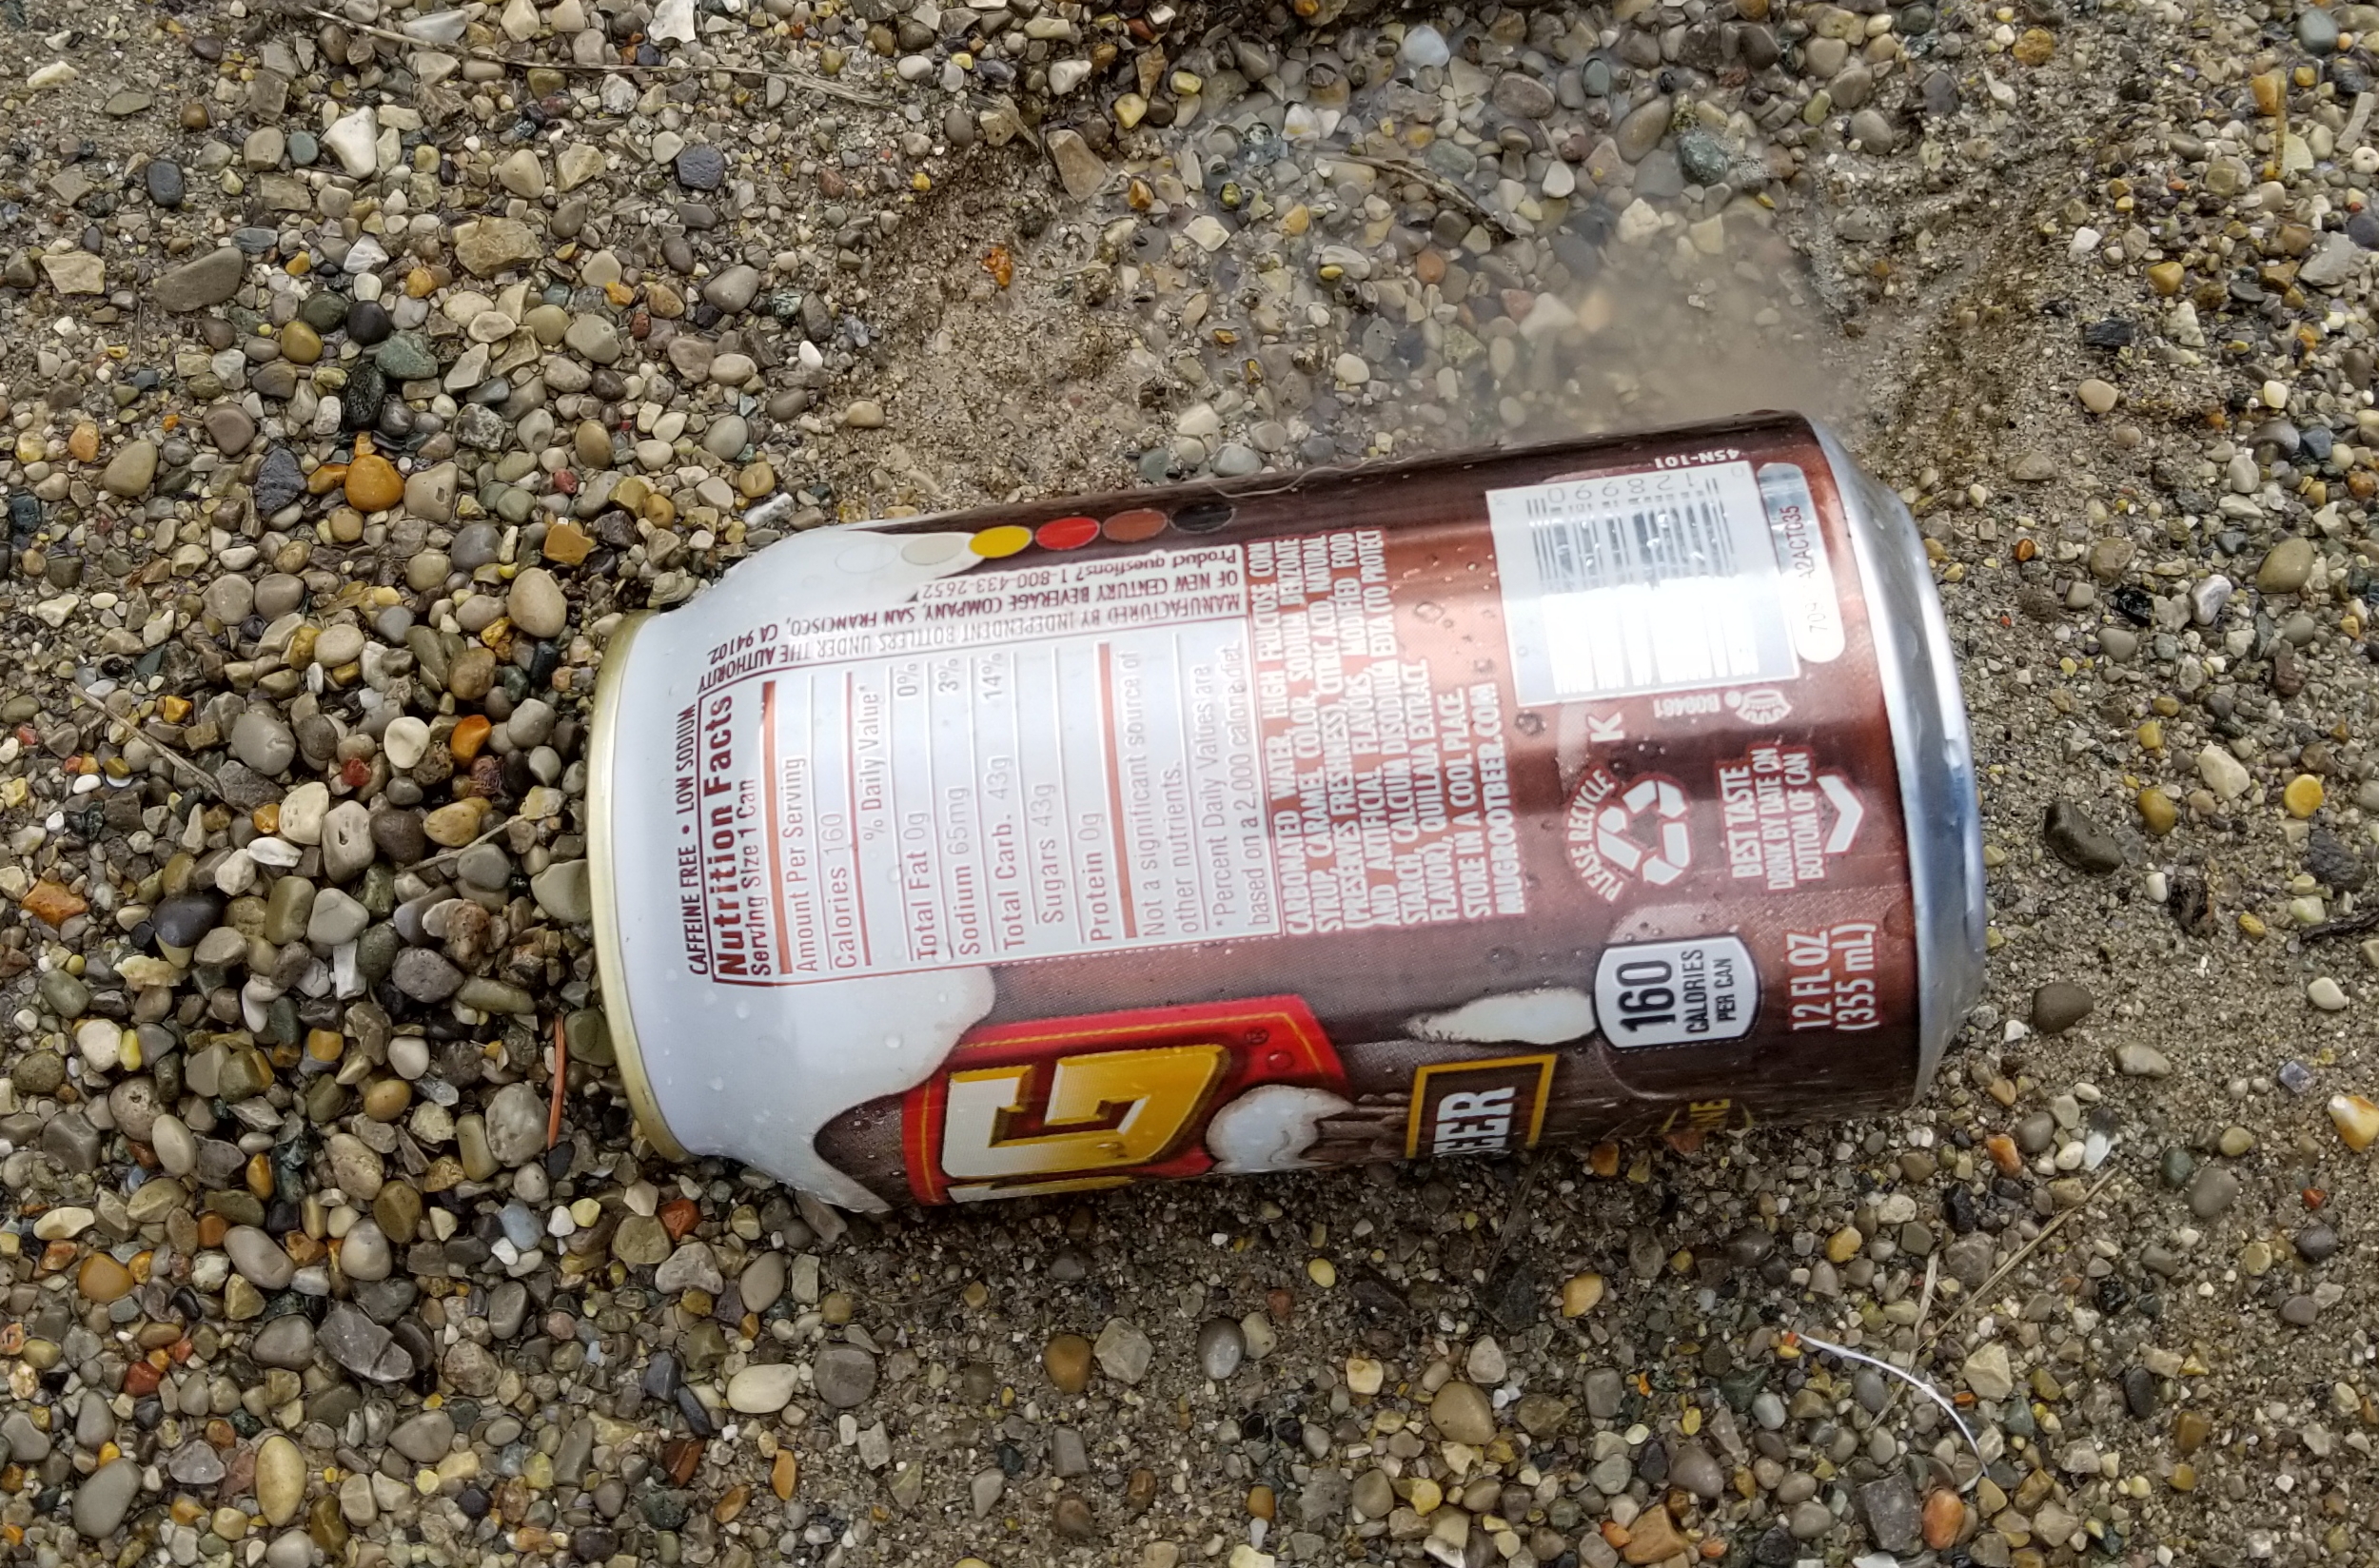 CAFFEINE FREE • LOW SODIUM
Nutrition Facts
Serving Size 1 Can
Amount Per Serving
Calories 160
% Daily Value*
Total Fat 0g 0%
Sodium 65mg 3%
Total Carb. 43g 14%
Sugars 43g
Protein 0g
Not a significant source of
other nutrients.
*Percent Daily Values are
based on a 2,000 calorie diet.
CARBONATED WATER, HIGH FRUCTOSE CORN
SYRUP, CARAMEL COLOR, SODIUM BENZOATE
(PRESERVES FRESHNESS), CITRIC ACID, NATURAL
AND ARTIFICIAL FLAVORS, MODIFIED FOOD
STARCH, CALCIUM DISODIUM EDTA (TO PROTECT
FLAVOR), QUILLAIA EXTRACT
STORE IN A COOL PLACE
MUGROOTBEER.COM
MANUFACTURED BY INDEPENDENT BOTTLERS UNDER THE AUTHORITY
OF NEW CENTURY BEVERAGE COMPANY, SAN FRANCISCO, CA 94102
Product questions? 1-800-433-2652
PLEASE RECYCLE
K
BEST TASTE
DRINK BY DATE ON
BOTTOM OF CAN
45N-101
G
®
EER
160
CALORIES
PER CAN
12 FL OZ
(355 mL)